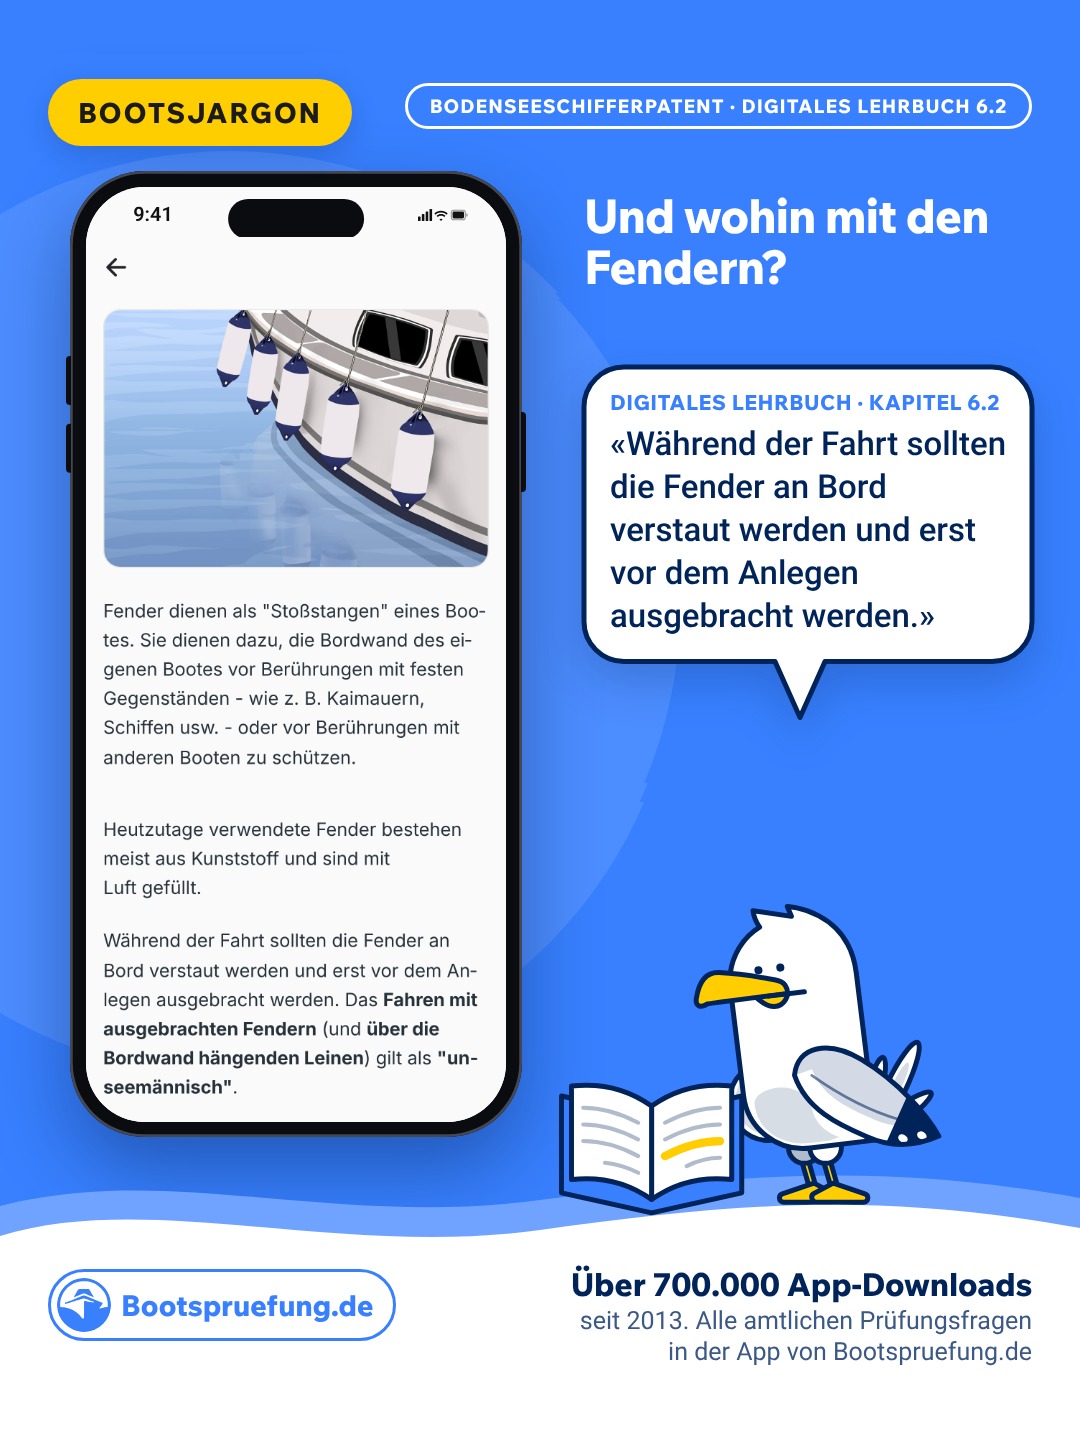 BOOTSJARGON
BODENSEESCHIFFERPATENT · DIGITALES LEHRBUCH 6.2
9:41
Fender dienen als "Stoßstangen" eines Boo-
tes. Sie dienen dazu, die Bordwand des ei-
genen Bootes vor Berührungen mit festen
Gegenständen - wie z. B. Kaimauern,
Schiffen usw. - oder vor Berührungen mit
anderen Booten zu schützen.
Heutzutage verwendete Fender bestehen
meist aus Kunststoff und sind mit
Luft gefüllt.
Während der Fahrt sollten die Fender an
Bord verstaut werden und erst vor dem An-
legen ausgebracht werden. Das Fahren mit
ausgebrachten Fendern (und über die
Bordwand hängenden Leinen) gilt als "un-
seemännisch".
Und wohin mit den
Fendern?
DIGITALES LEHRBUCH · KAPITEL 6.2
«Während der Fahrt sollten
die Fender an Bord
verstaut werden und erst
vor dem Anlegen
ausgebracht werden.»
Bootspruefung.de
Über 700.000 App-Downloads
seit 2013. Alle amtlichen Prüfungsfragen
in der App von Bootspruefung.de